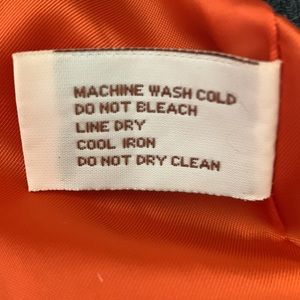 MACHINE WASH COLD
DO NOT BLEACH
LINE DRY
COOL IRON
DO NOT DRY CLEAN